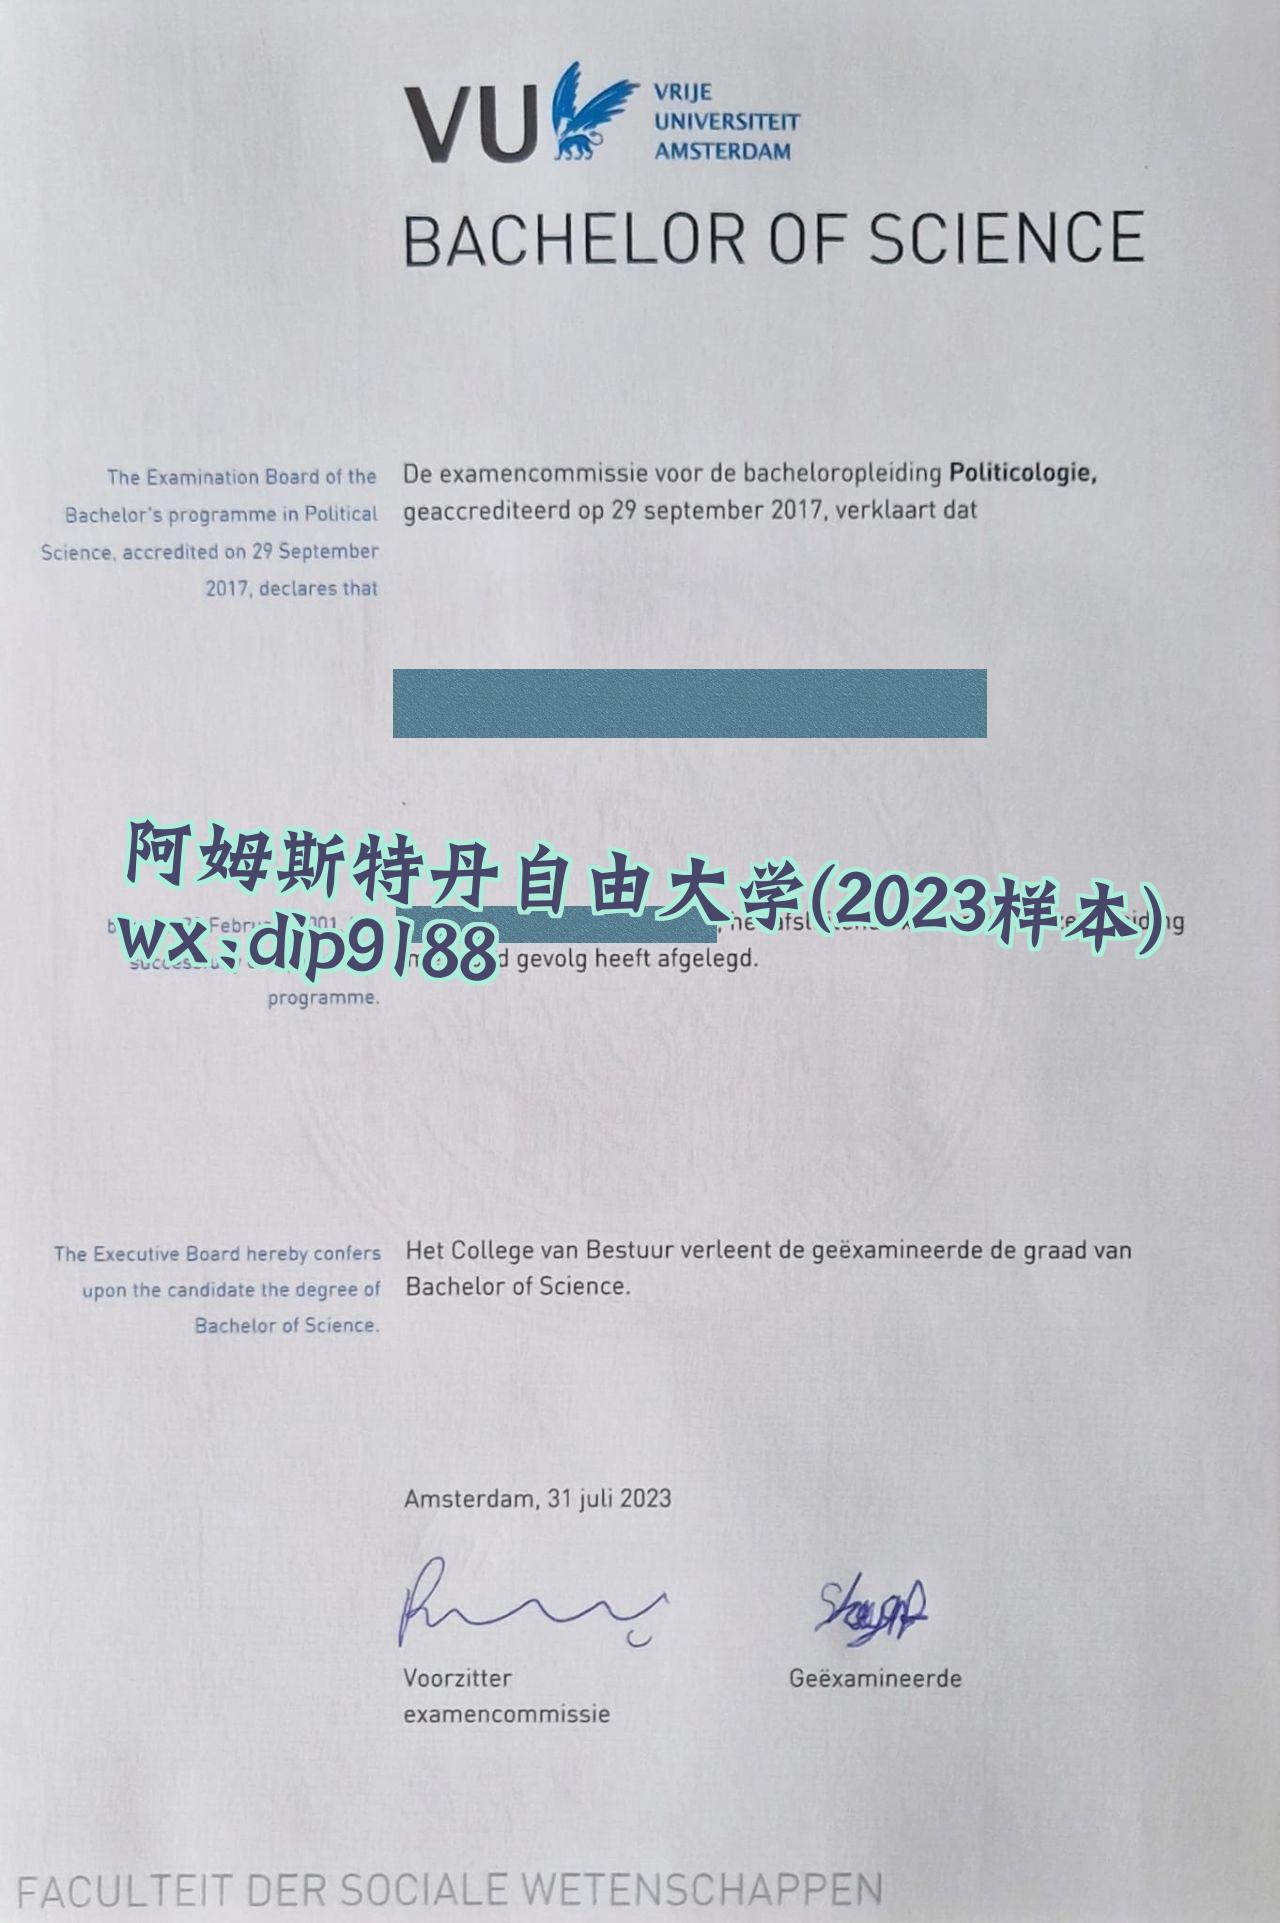 VU VRIJE
UNIVERSITEIT
AMSTERDAM
BACHELOR OF SCIENCE
The Examination Board of the
Bachelor's programme in Political
Science, accredited on 29 September
2017, declares that
De examencommissie voor de bacheloropleiding Politicologie,
geaccrediteerd op 29 september 2017, verklaart dat
阿姆斯特丹自由大学(2023样本)
wx:dip9188
gevolg heeft afgelegd.
programme.
The Executive Board hereby confers
upon the candidate the degree of
Bachelor of Science.
Het College van Bestuur verleent de geëxamineerde de graad van
Bachelor of Science.
Amsterdam, 31 juli 2023
Voorzitter
examencommissie
Geëxamineerde
FACULTEIT DER SOCIALE WETENSCHAPPEN